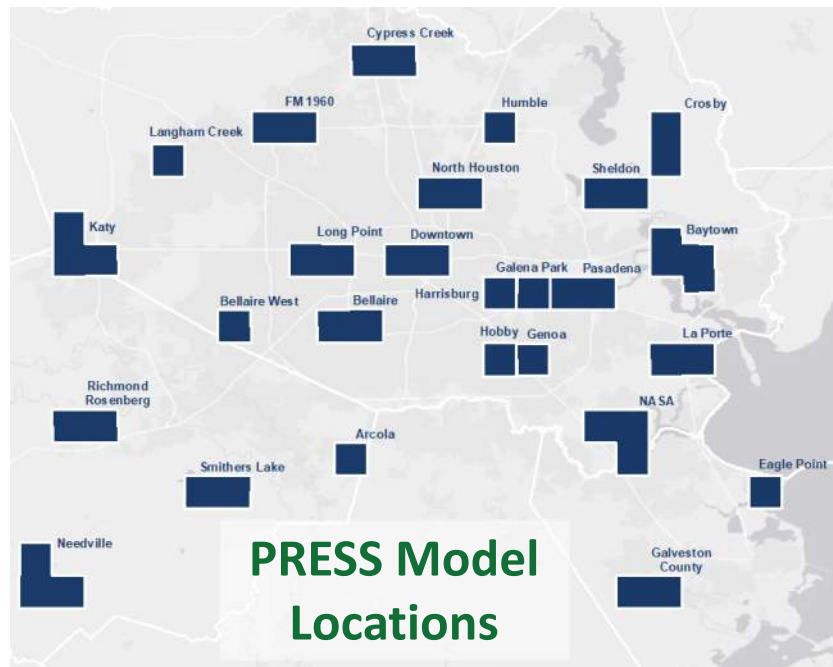 Cypress Creek
FM 1960
Humble
Crosby
Langham Creek
North Houston
Sheldon
Katy
Long Point
Downtown
Baytown
Galena Park
Pasadena
Harrisburg
Bellaire West
Bellaire
Hobby
Genoa
La Porte
Richmond
Rosenberg
NASA
Arcola
Smithers Lake
Eagle Point
Needville
Galveston
County
PRESS Model
Locations